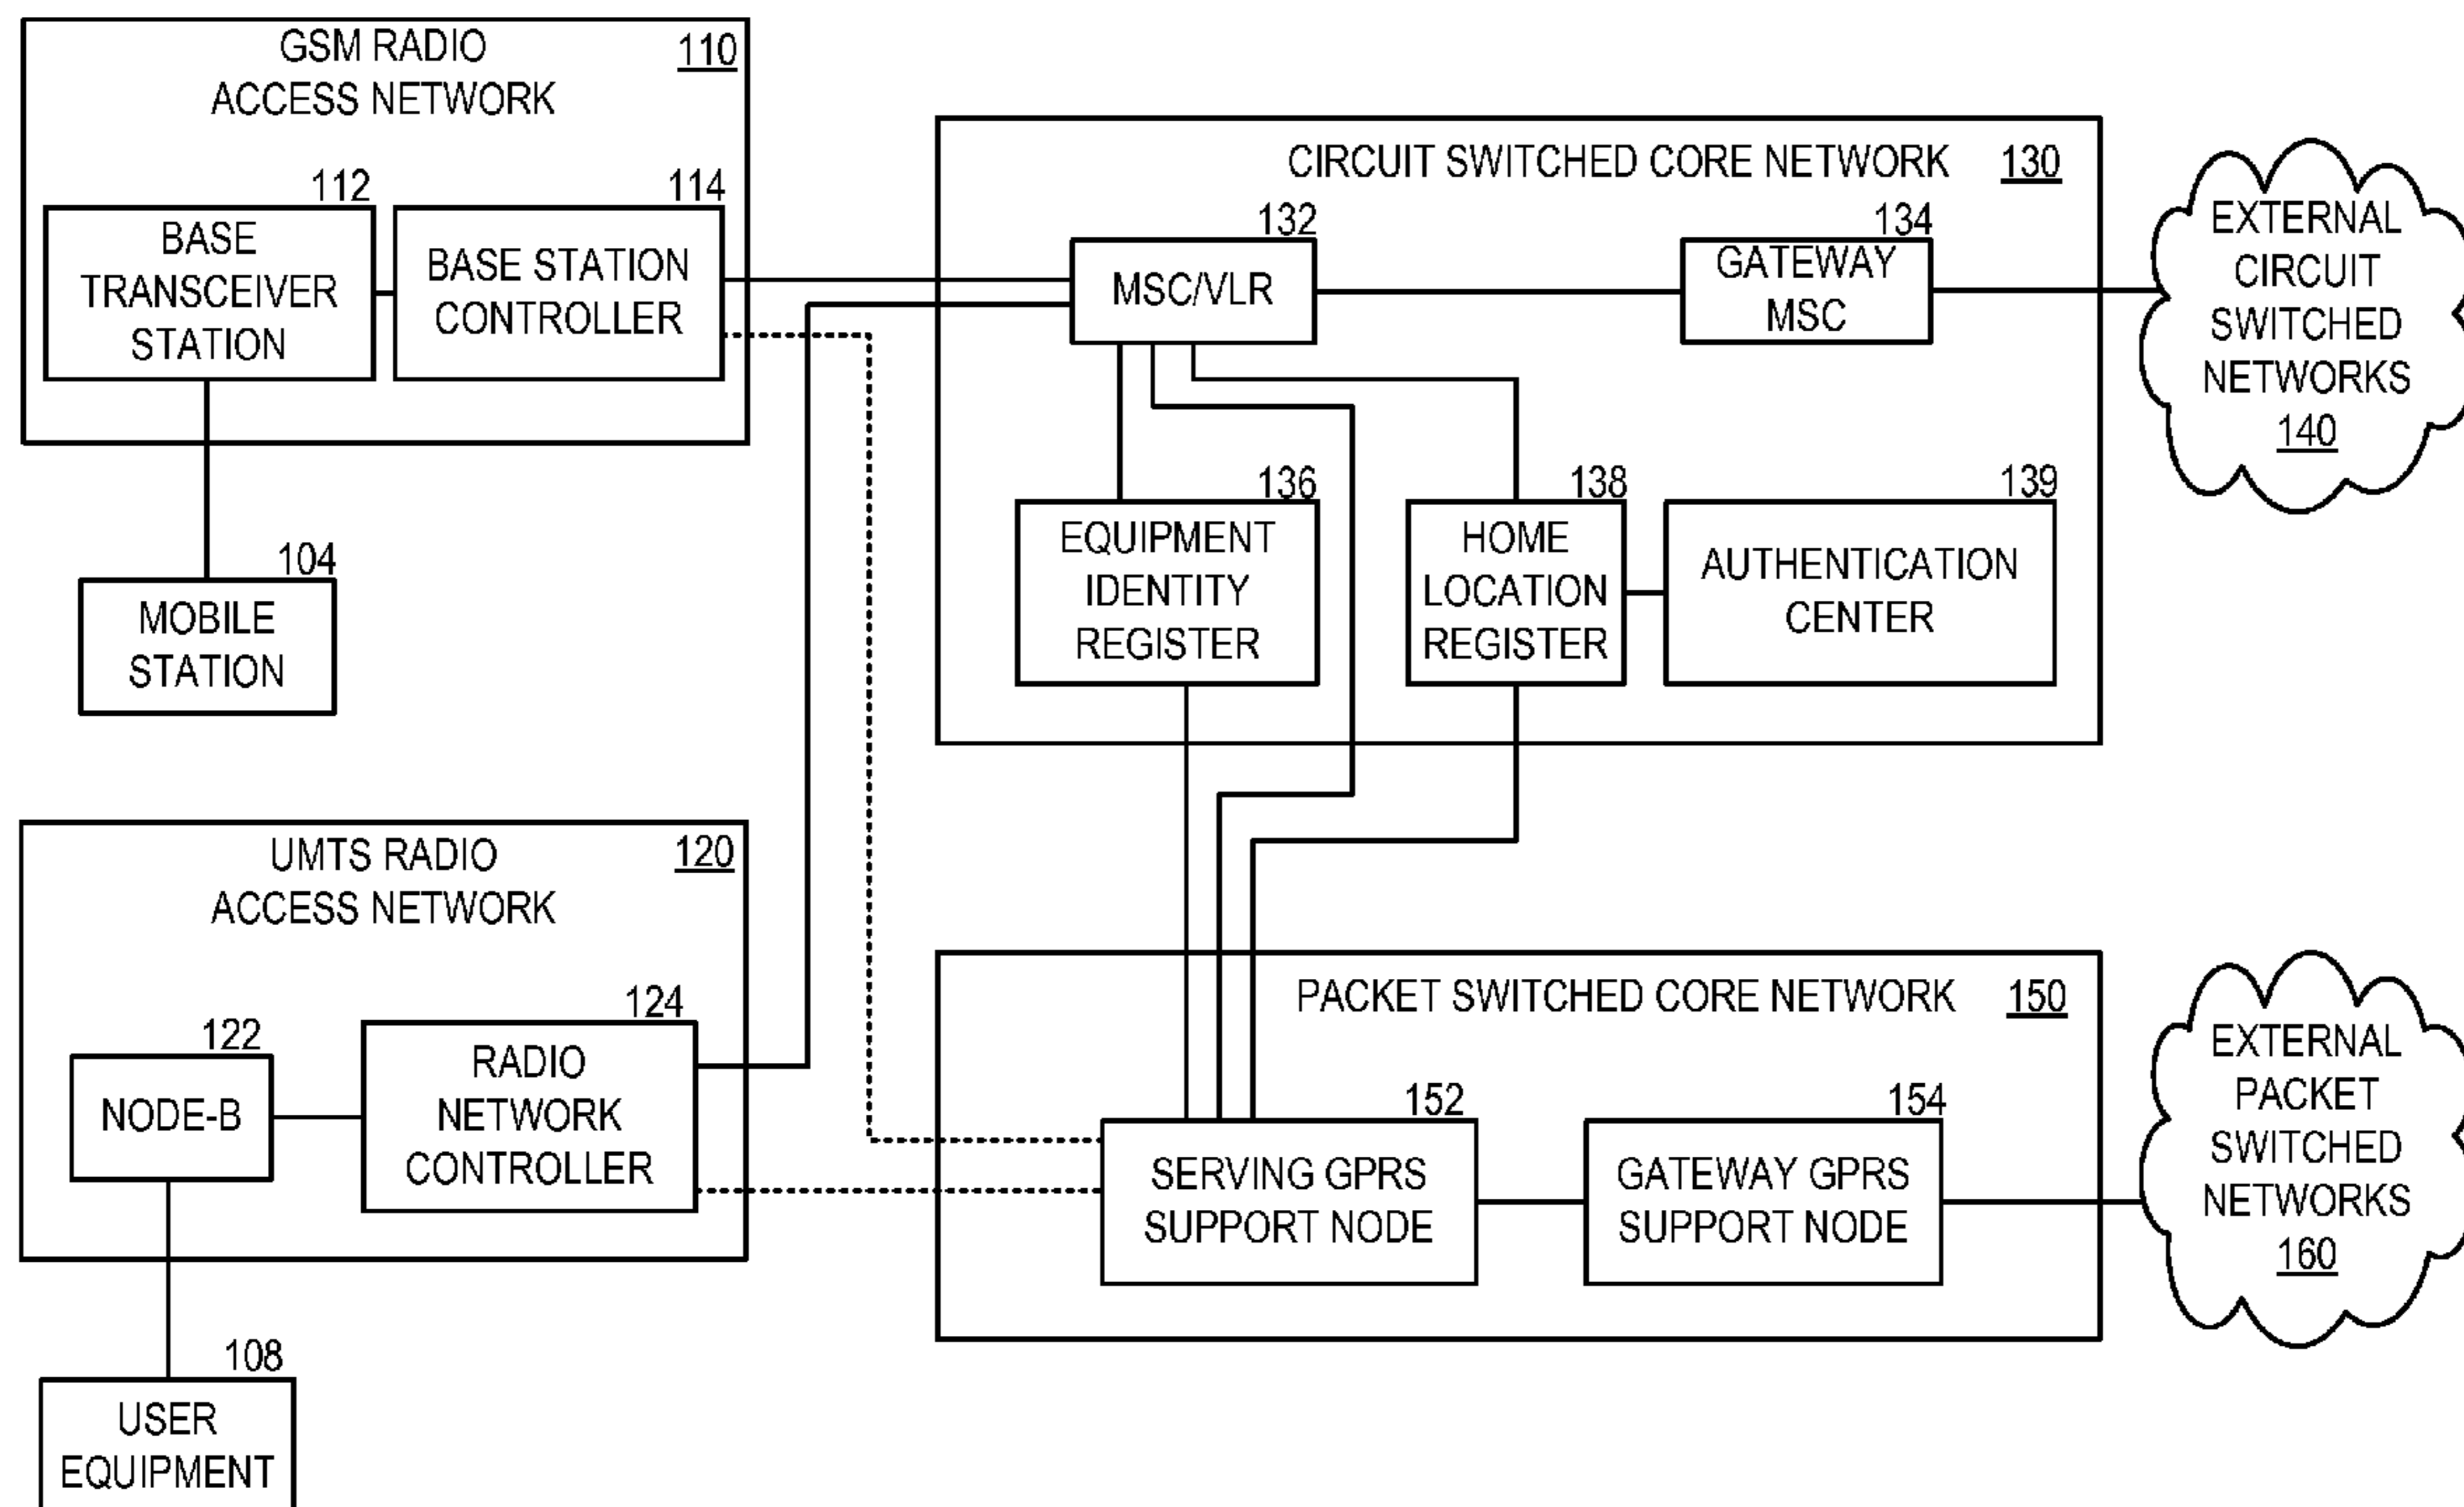 GSM RADIO
ACCESS NETWORK
110
112
BASE
TRANSCEIVER
STATION
114
BASE STATION
CONTROLLER
104
MOBILE
STATION
CIRCUIT SWITCHED CORE NETWORK 130
132
MSC/VLR
134
GATEWAY
MSC
136
EQUIPMENT
IDENTITY
REGISTER
138
HOME
LOCATION
REGISTER
139
AUTHENTICATION
CENTER
EXTERNAL
CIRCUIT
SWITCHED
NETWORKS
140
UMTS RADIO
ACCESS NETWORK
120
122
NODE-B
124
RADIO
NETWORK
CONTROLLER
108
USER
EQUIPMENT
PACKET SWITCHED CORE NETWORK 150
152
SERVING GPRS
SUPPORT NODE
154
GATEWAY GPRS
SUPPORT NODE
EXTERNAL
PACKET
SWITCHED
NETWORKS
160